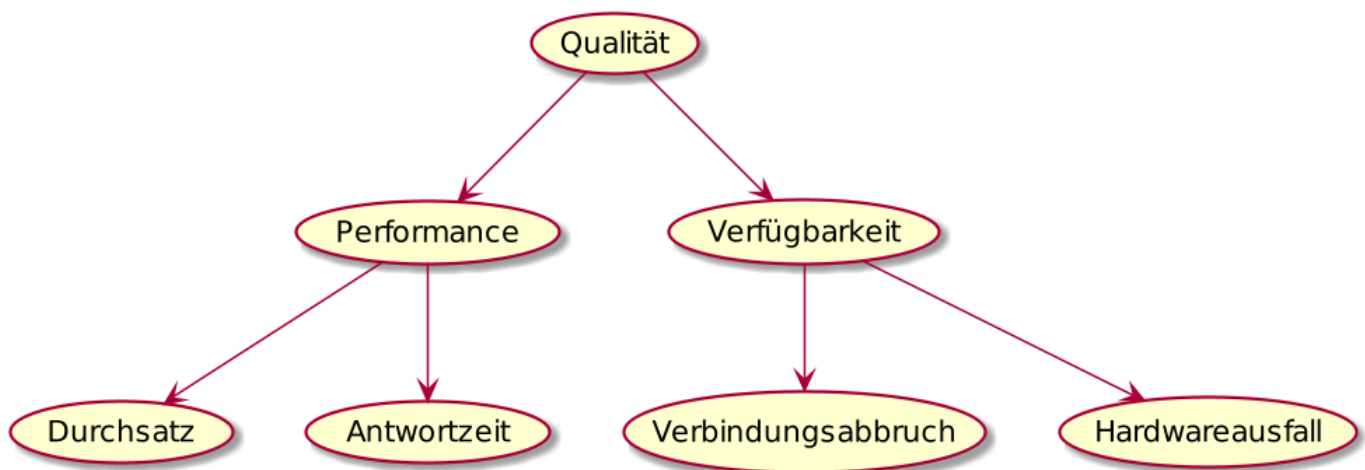 Qualität
Performance
Verfügbarkeit
Durchsatz
Antwortzeit
Verbindungsabbruch
Hardwareausfall